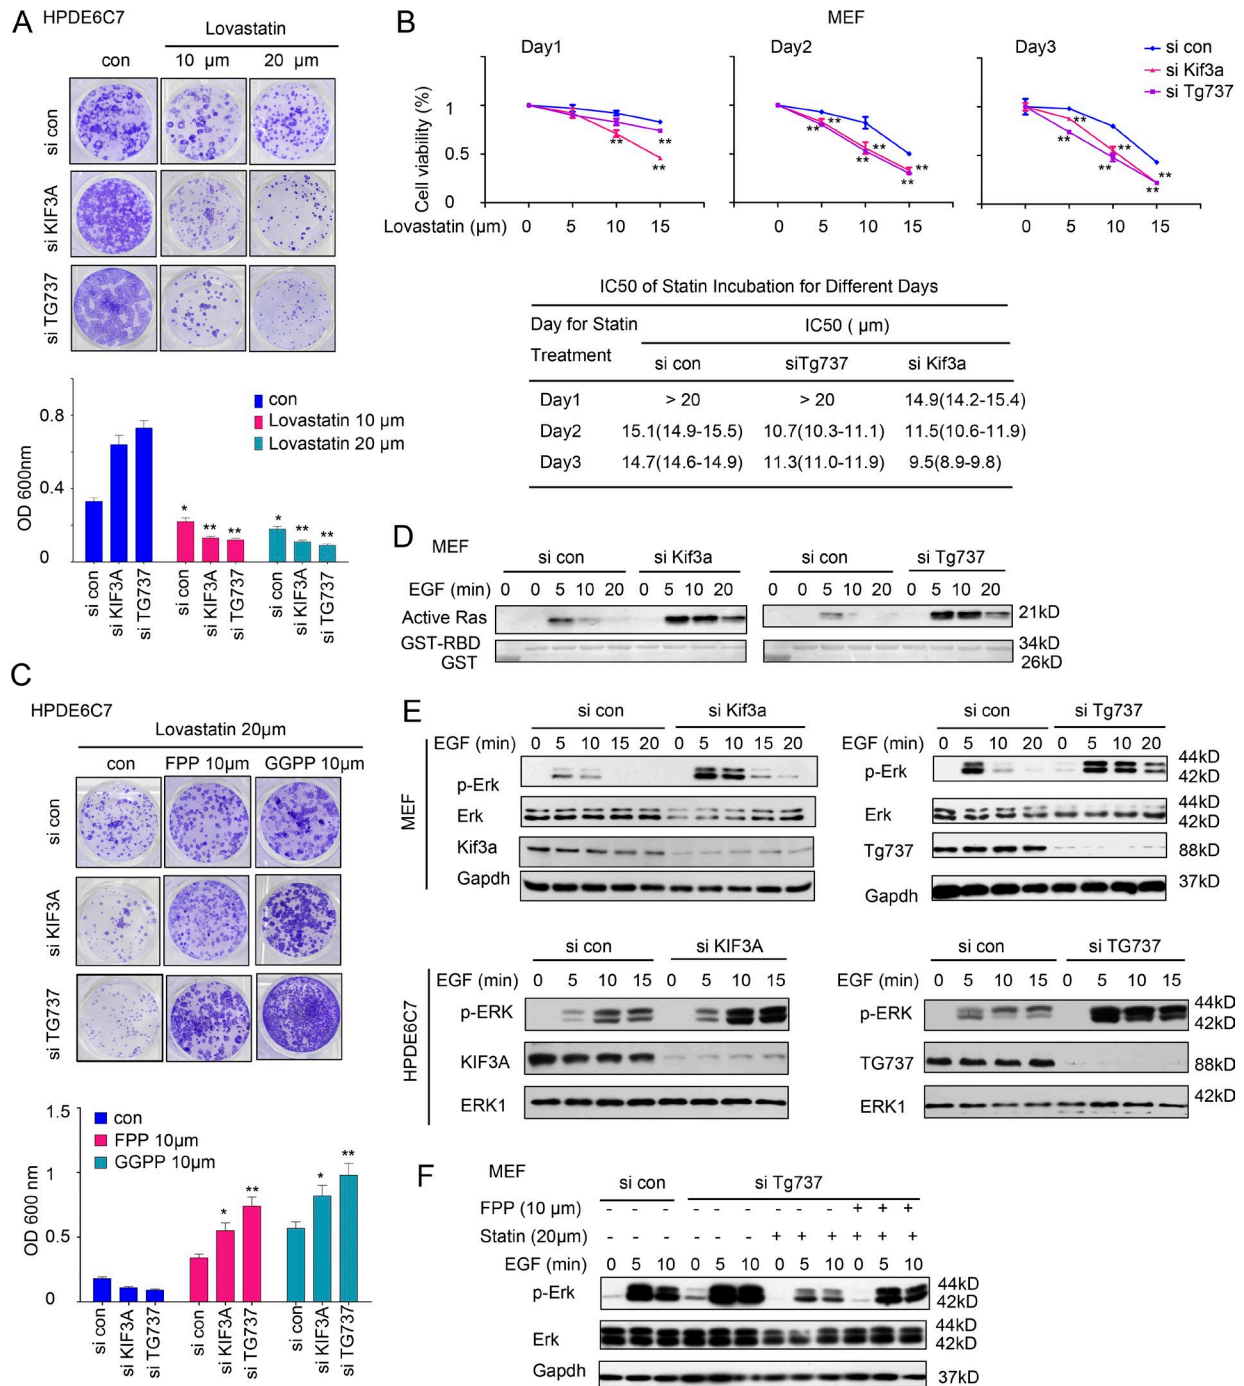 A
HPDE6C7
Lovastatin
con
10 µm
20 µm
si con
si KIF3A
si TG737
con
Lovastatin 10 µm
Lovastatin 20 µm
OD 600nm
0.8
0.4
0
* ** **
* ** **
si con
si KIF3A
si TG737
si con
si KIF3A
si TG737
si con
si KIF3A
si TG737
B
MEF
Day1
Day2
Day3
si con
si Kif3a
si Tg737
Cell viability (%)
1
0.5
1
0.5
1
0.5
** ** **
** ** ** ** ** **
** ** ** ** ** **
Lovastatin (µm)
0 5 10 15
0 5 10 15
0 5 10 15
IC50 of Statin Incubation for Different Days
Day for Statin Treatment
IC50 ( µm)
si con siTg737 si Kif3a
Day1 > 20 > 20 14.9(14.2-15.4)
Day2 15.1(14.9-15.5) 10.7(10.3-11.1) 11.5(10.6-11.9)
Day3 14.7(14.6-14.9) 11.3(11.0-11.9) 9.5(8.9-9.8)
C
HPDE6C7
Lovastatin 20µm
con FPP 10µm GGPP 10µm
si con
si KIF3A
si TG737
con
FPP 10µm
GGPP 10µm
OD 600 nm
1.5
1
0.5
0
* **
* **
si con
si KIF3A
si TG737
si con
si KIF3A
si TG737
si con
si KIF3A
si TG737
D
MEF
si con si Kif3a si con si Tg737
EGF (min) 0 0 5 10 20 0 5 10 20 0 0 5 10 20 0 5 10 20
Active Ras
21kD
GST-RBD
34kD
GST
26kD
E
MEF
si con si Kif3a
EGF (min) 0 5 10 15 20 0 5 10 15 20
p-Erk
Erk
Kif3a
Gapdh
si con si Tg737
EGF (min) 0 5 10 20 0 5 10 20
p-Erk
44kD
42kD
Erk
44kD
42kD
Tg737
88kD
Gapdh
37kD
HPDE6C7
si con si KIF3A
EGF (min) 0 5 10 15 0 5 10 15
p-ERK
KIF3A
ERK1
si con si TG737
EGF (min) 0 5 10 15 0 5 10 15
p-ERK
44kD
42kD
TG737
88kD
ERK1
42kD
F
MEF
si con si Tg737
FPP (10 µm) - - - - - - - - - + + +
Statin (20µm) - - - - - - + + + + + +
EGF (min) 0 5 10 0 5 10 0 5 10 0 5 10
p-Erk
44kD
42kD
Erk
44kD
42kD
Gapdh
37kD